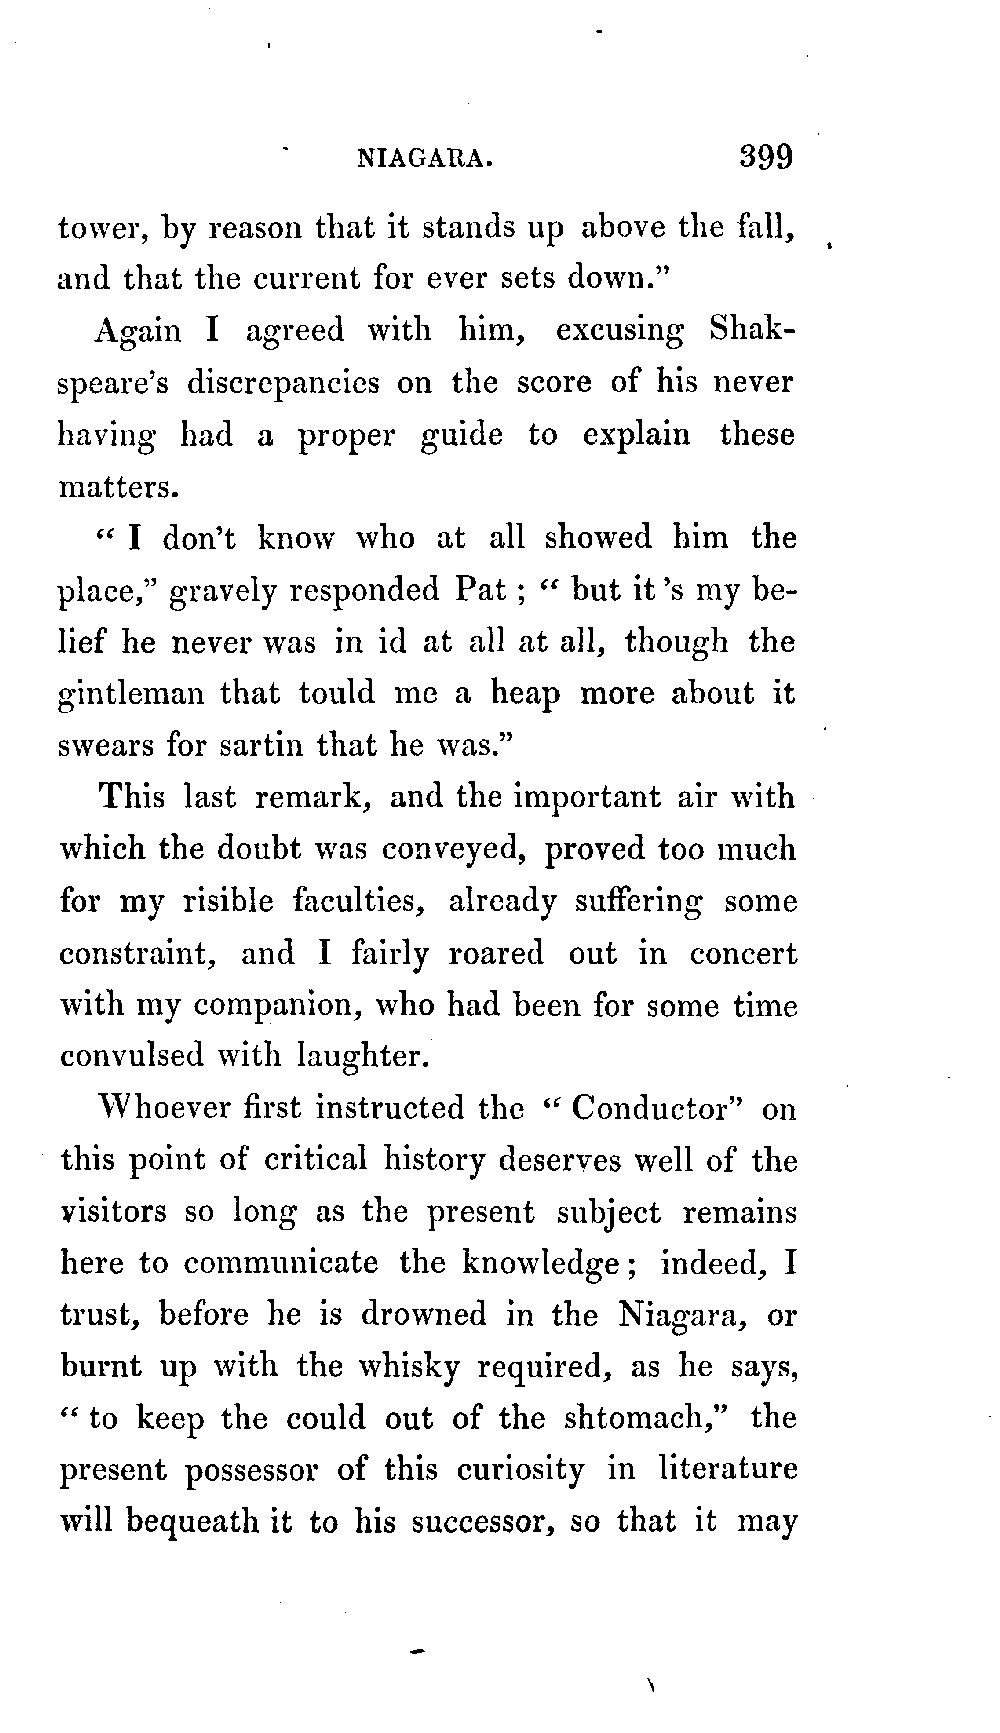 NIAGARA. 399
tower, by reason that it stands up above the fall,
and that the current for ever sets down."
Again I agreed with him, excusing Shak-
speare's discrepancies on the score of his never
having had a proper guide to explain these
matters.
" I don't know who at all showed him the
place," gravely responded Pat ; " but it 's my be-
lief he never was in id at all at all, though the
gintleman that tould me a heap more about it
swears for sartin that he was."
This last remark, and the important air with
which the doubt was conveyed, proved too much
for my risible faculties, already suffering some
constraint, and I fairly roared out in concert
with my companion, who had been for some time
convulsed with laughter.
Whoever first instructed the " Conductor" on
this point of critical history deserves well of the
visitors so long as the present subject remains
here to communicate the knowledge ; indeed, I
trust, before he is drowned in the Niagara, or
burnt up with the whisky required, as he says,
" to keep the could out of the shtomach," the
present possessor of this curiosity in literature
will bequeath it to his successor, so that it may